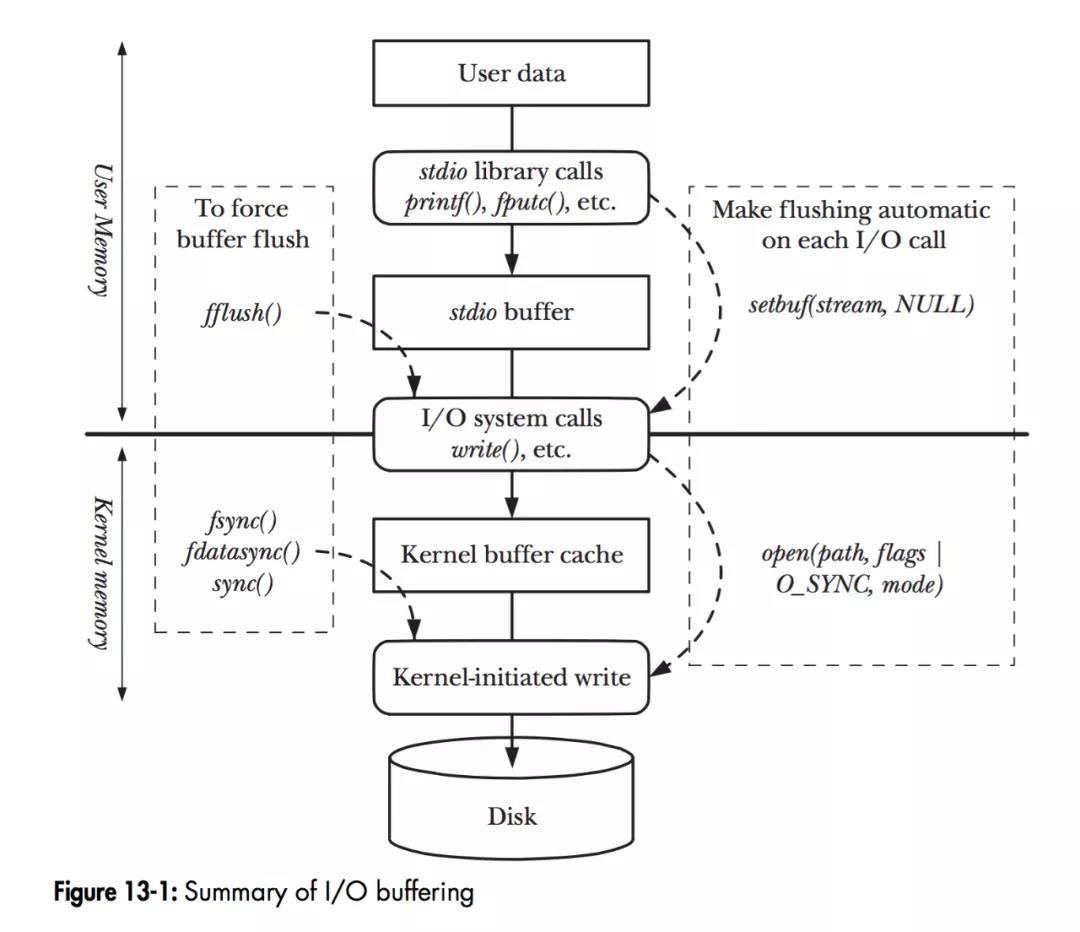 User data
stdio library calls
printf(), fputc(), etc.
User Memory
To force
buffer flush
fflush()
Make flushing automatic
on each I/O call
setbuf(stream, NULL)
stdio buffer
I/O system calls
write(), etc.
Kernel memory
fsync()
fdatasync()
sync()
Kernel buffer cache
open(path, flags |
O_SYNC, mode)
Kernel-initiated write
Disk
Figure 13-1: Summary of I/O buffering